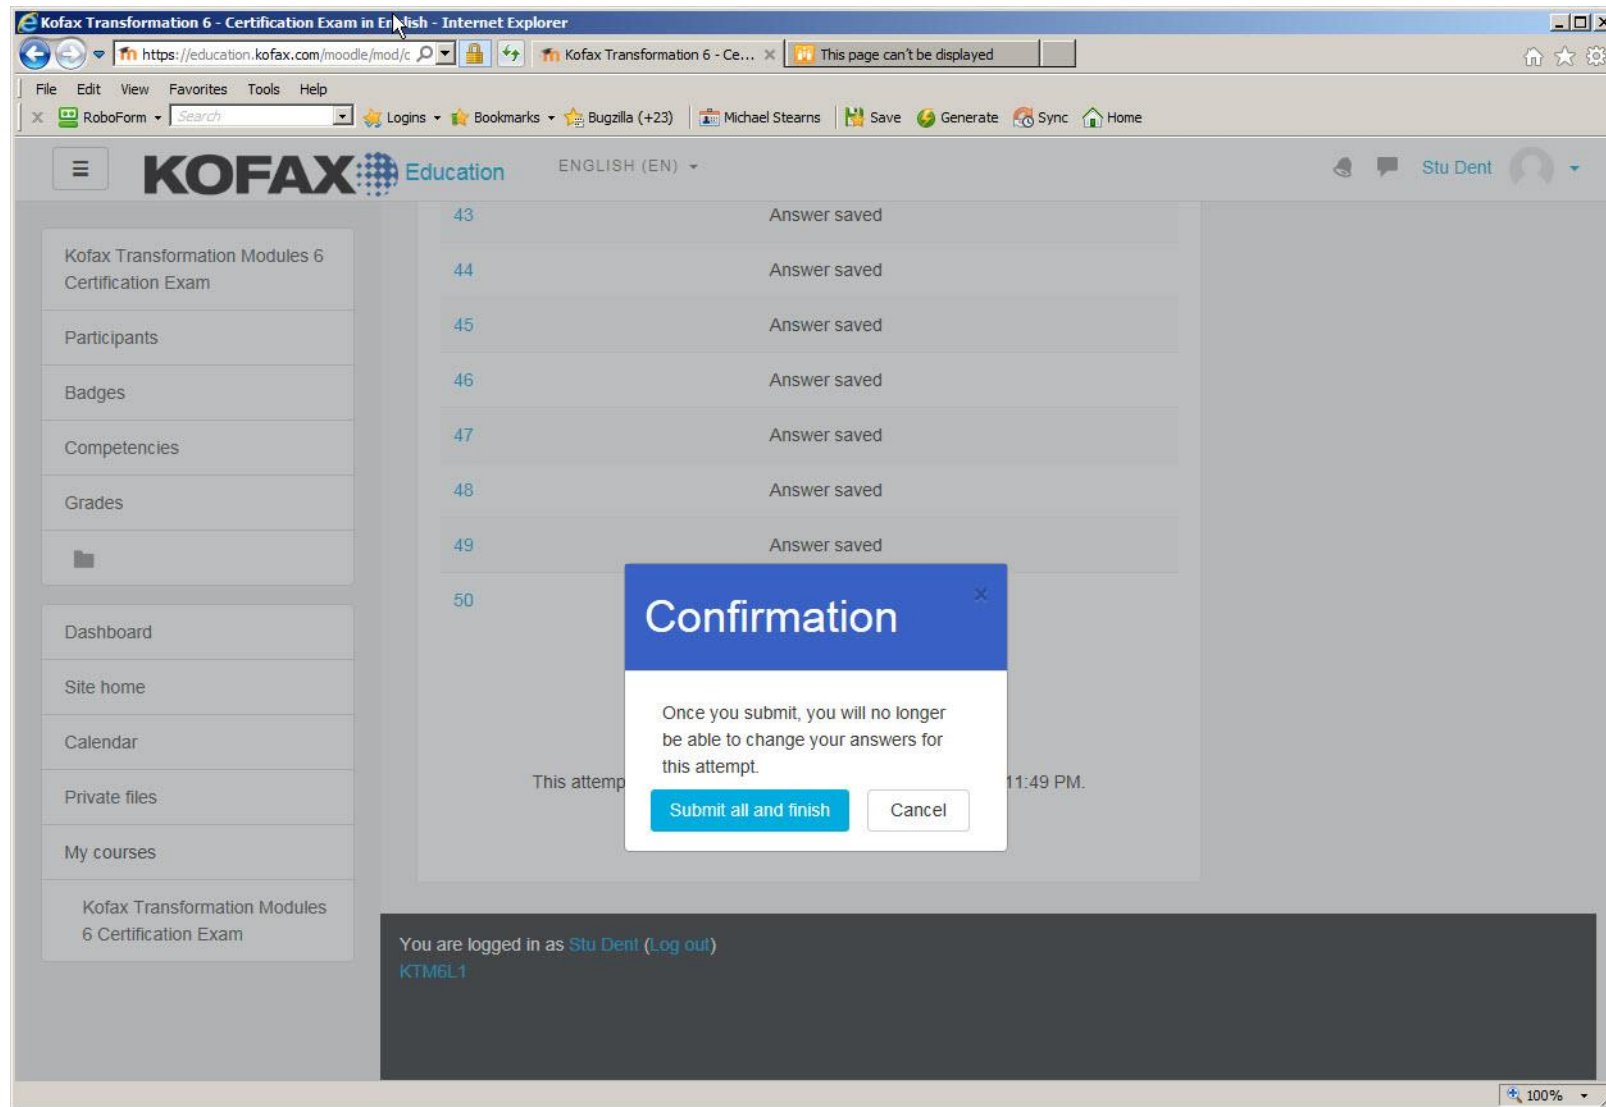 Kofax Transformation 6 - Certification Exam in English - Internet Explorer
https://education.kofax.com/moodle/mod/c
Kofax Transformation 6 - Ce...
This page can't be displayed
File Edit View Favorites Tools Help
RoboForm Search Logins Bookmarks Bugzilla (+23) Michael Stearns Save Generate Sync Home
KOFAX Education ENGLISH (EN) Stu Dent
Kofax Transformation Modules 6
Certification Exam
Participants
Badges
Competencies
Grades
Dashboard
Site home
Calendar
Private files
My courses
Kofax Transformation Modules
6 Certification Exam
43 Answer saved
44 Answer saved
45 Answer saved
46 Answer saved
47 Answer saved
48 Answer saved
49 Answer saved
50
Confirmation
×
Once you submit, you will no longer
be able to change your answers for
this attempt.
Submit all and finish Cancel
This attemp 11:49 PM.
You are logged in as Stu Dent (Log out)
KTM6L1
100%